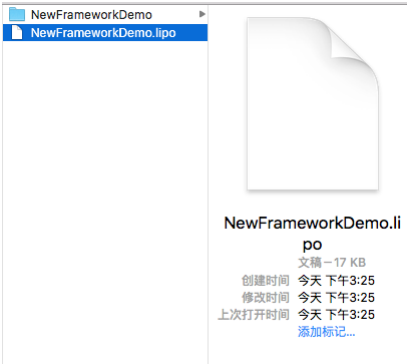 NewFrameworkDemo
NewFrameworkDemo.lipo
NewFrameworkDemo.li
po
文稿－17 KB
创建时间 今天 下午3:25
修改时间 今天 下午3:25
上次打开时间 今天 下午3:25
添加标记...